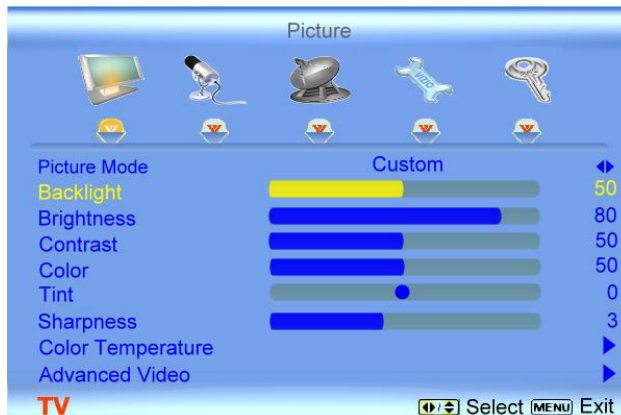 Picture
VIZIO
Picture Mode Custom
Backlight 50
Brightness 80
Contrast 50
Color 50
Tint 0
Sharpness 3
Color Temperature
Advanced Video
TV Select MENU Exit